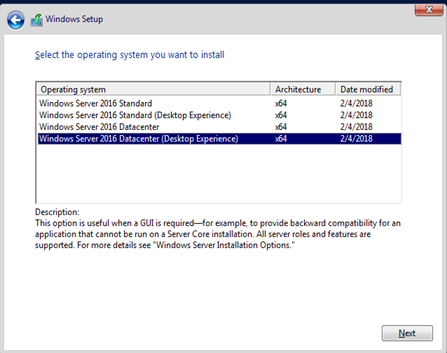 Windows Setup
Select the operating system you want to install
Operating system Architecture Date modified
Windows Server 2016 Standard x64 2/4/2018
Windows Server 2016 Standard (Desktop Experience) x64 2/4/2018
Windows Server 2016 Datacenter x64 2/4/2018
Windows Server 2016 Datacenter (Desktop Experience) x64 2/4/2018
Description:
This option is useful when a GUI is required—for example, to provide backward compatibility for an
application that cannot be run on a Server Core installation. All server roles and features are
supported. For more details see "Windows Server Installation Options."
Next